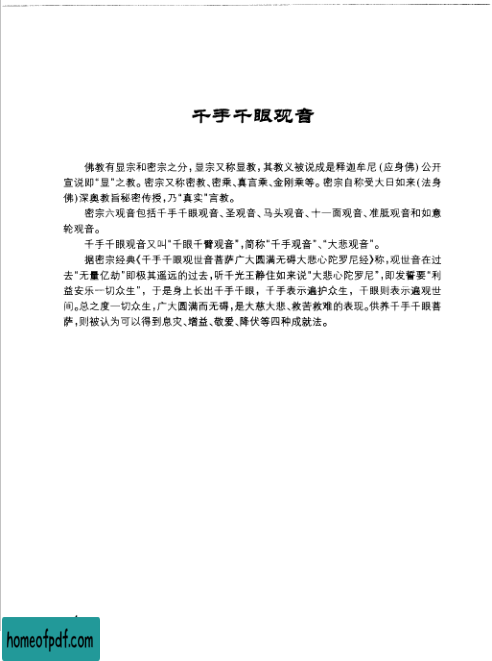 千手千眼观音
佛教有显宗和密宗之分，显宗又称显教，其教义被说成是释迦牟尼(应身佛)公开
宣说即“显”之教。密宗又称密教、密乘、真言乘、金刚乘等。密宗自称受大日如来(法身
佛)深奥教旨秘密传授，乃“真实”言教。
密宗六观音包括千手千眼观音、圣观音、马头观音、十一面观音、准胝观音和如意
轮观音。
千手千眼观音又叫“千眼千臂观音”，简称“千手观音”、“大悲观音”。
据密宗经典《千手千眼观世音菩萨广大圆满无碍大悲心陀罗尼经》称，观世音在过
去“无量亿劫”即极其遥远的过去，听千光王静住如来说“大悲心陀罗尼”，即发誓要“利
益安乐一切众生”，于是身上长出千手千眼，千手表示遍护众生，千眼则表示遍观世
间。总之度一切众生，广大圆满而无碍，是大慈大悲、救苦救难的表现。供养千手千眼菩
萨，则被认为可以得到息灾、增益、敬爱、降伏等四种成就法。
homeofpdf.com